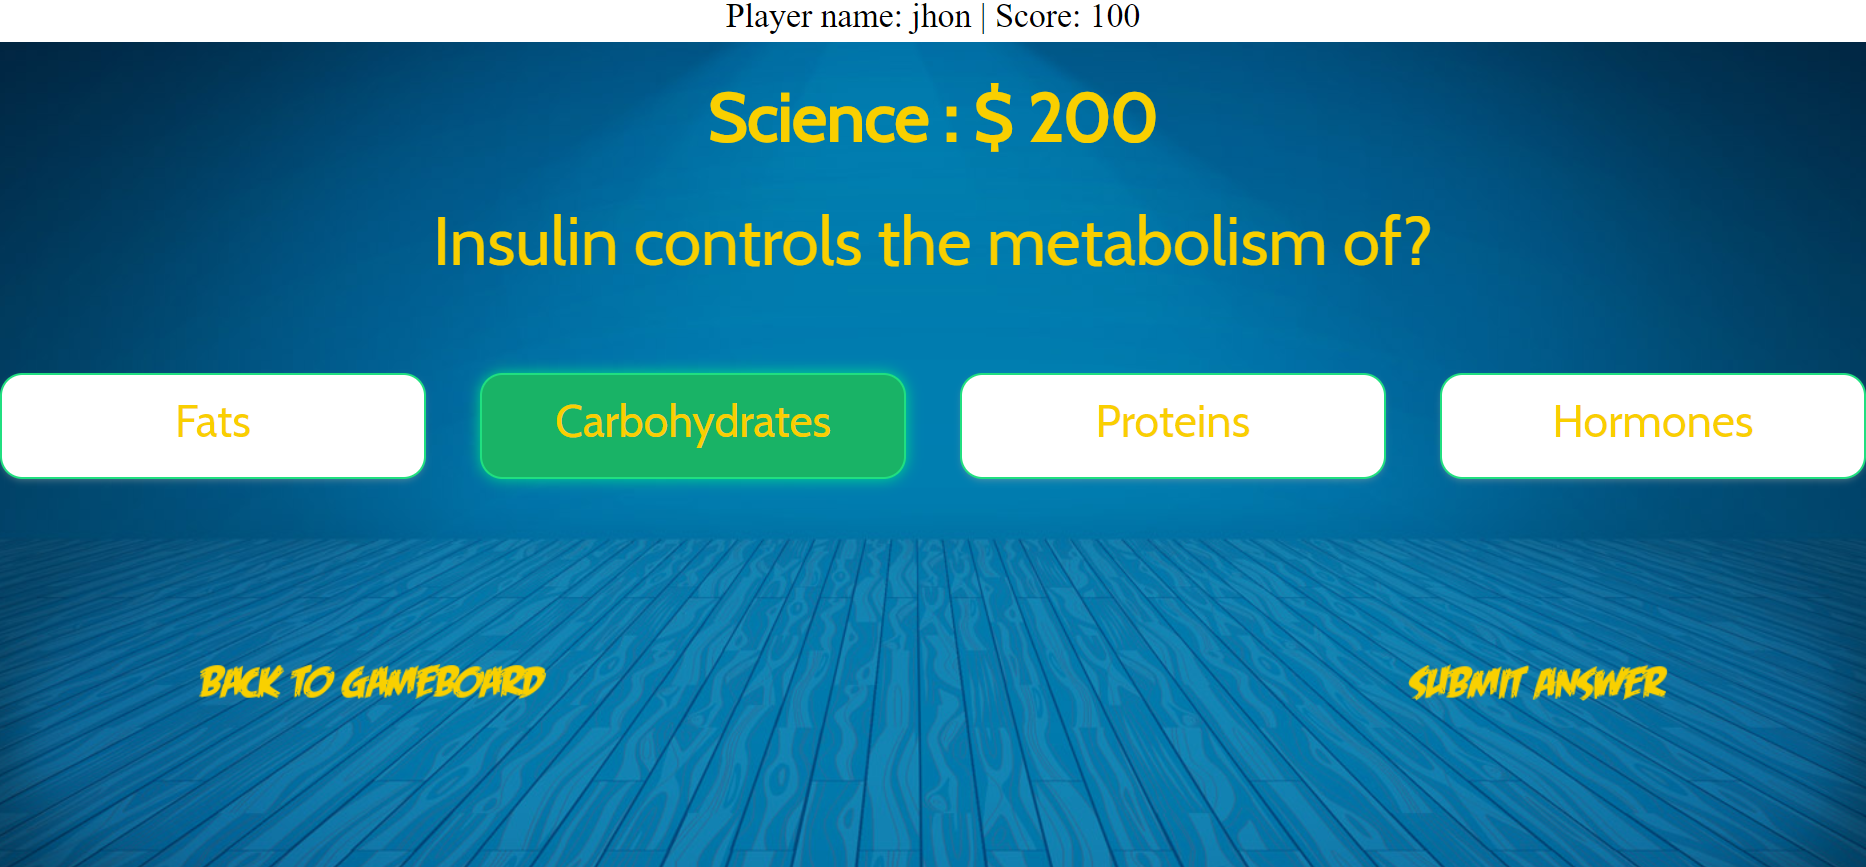 Player name: jhon | Score: 100
Science : $ 200
Insulin controls the metabolism of?
Fats
Carbohydrates
Proteins
Hormones
BACK TO GAMEBOARD
SUBMIT ANSWER